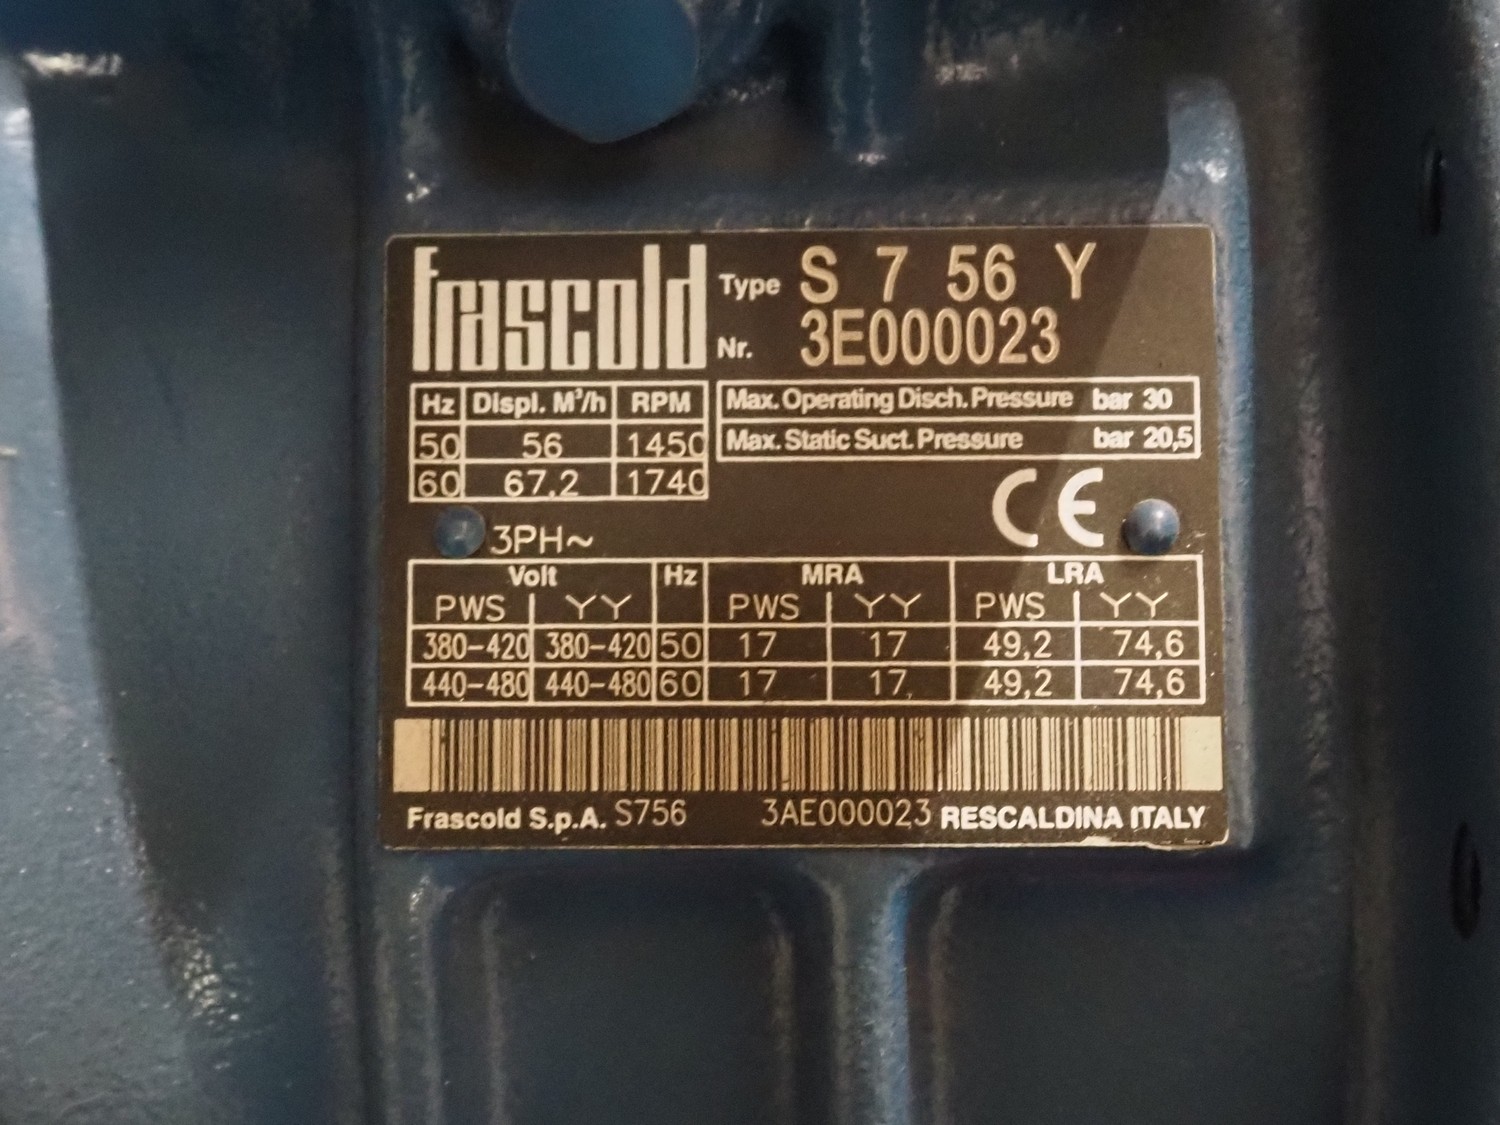 frascold
Type S 7 56 Y
Nr. 3E000023
Hz Displ. M³/h RPM
50 56 1450
60 67.2 1740
Max. Operating Disch. Pressure bar 30
Max. Static Suct. Pressure bar 20,5
CE
3PH~
Volt Hz MRA LRA
PWS YY PWS YY PWS YY
380-420 380-420 50 17 17 49,2 74,6
440-480 440-480 60 17 17 49,2 74,6
Frascold S.p.A. S756 3AE000023 RESCALDINA ITALY